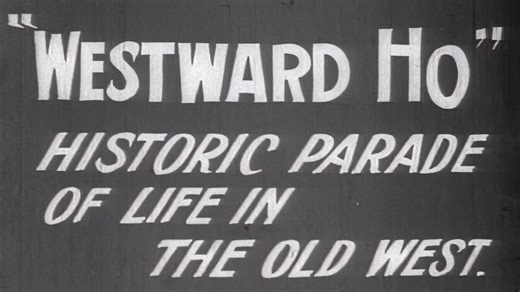 "WESTWARD HO"
HISTORIC PARADE
OF LIFE IN
THE OLD WEST.